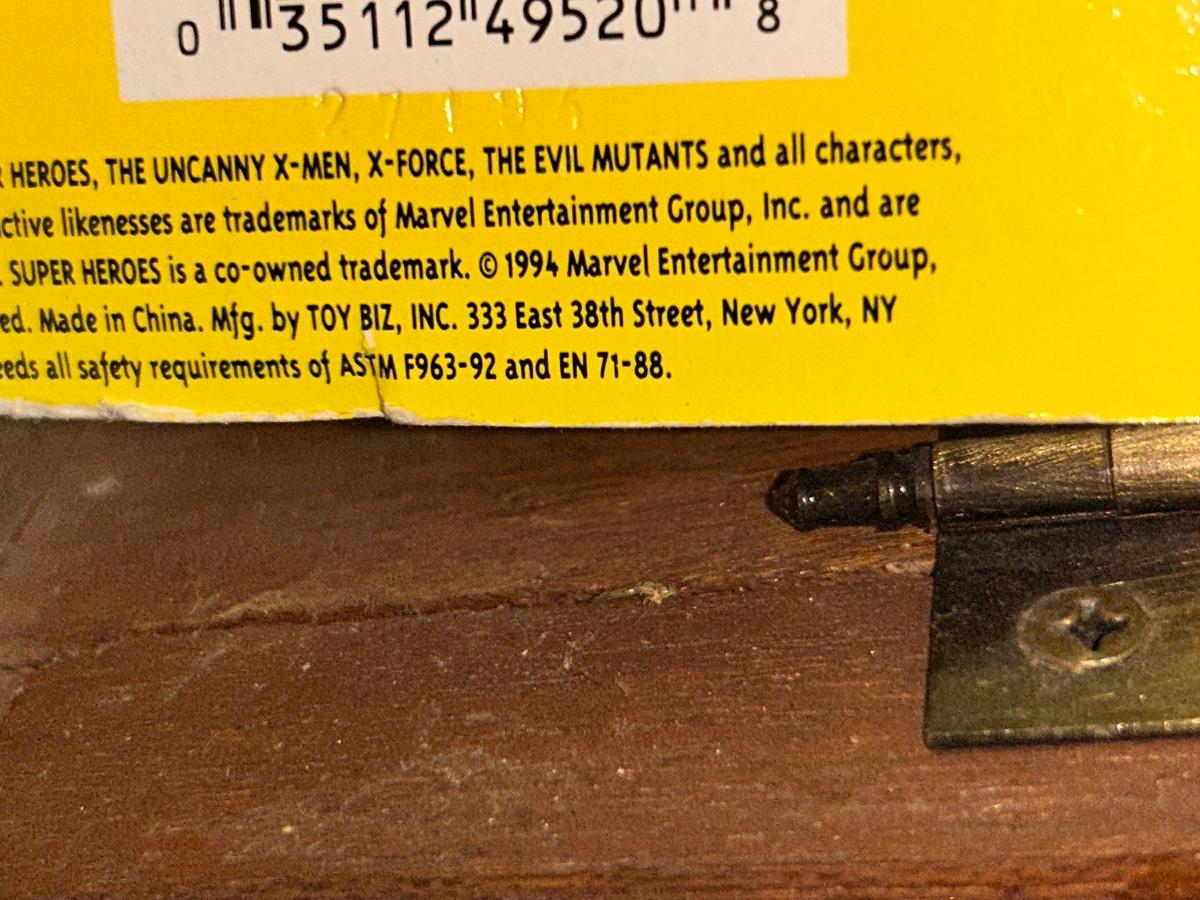 0 35112 49520 8
HEROES, THE UNCANNY X-MEN, X-FORCE, THE EVIL MUTANTS and all characters,
ctive likenesses are trademarks of Marvel Entertainment Group, Inc. and are
. SUPER HEROES is a co-owned trademark. © 1994 Marvel Entertainment Group,
ed. Made in China. Mfg. by TOY BIZ, INC. 333 East 38th Street, New York, NY
eeds all safety requirements of ASTM F963-92 and EN 71-88.